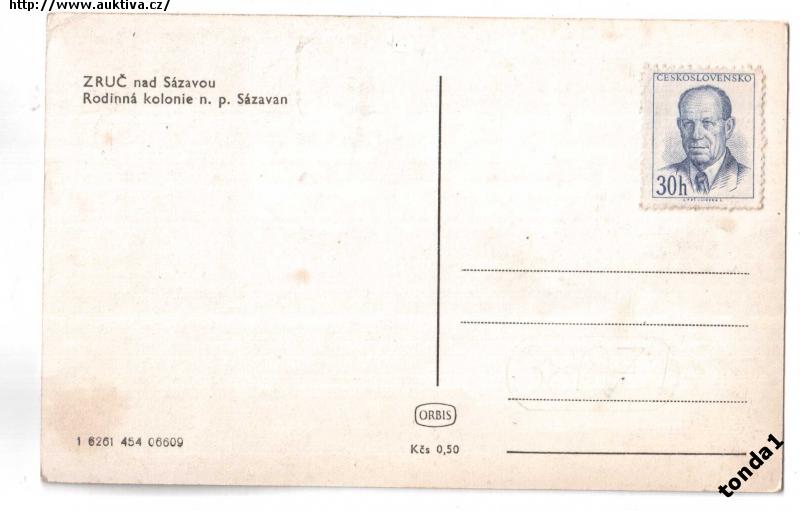 http://www.auktiva.cz/
ZRUČ nad Sázavou
Rodinná kolonie n. p. Sázavan
ČESKOSLOVENSKO
30h
ORBIS
Kčs 0,50
1 6261 454 06609
tonda1